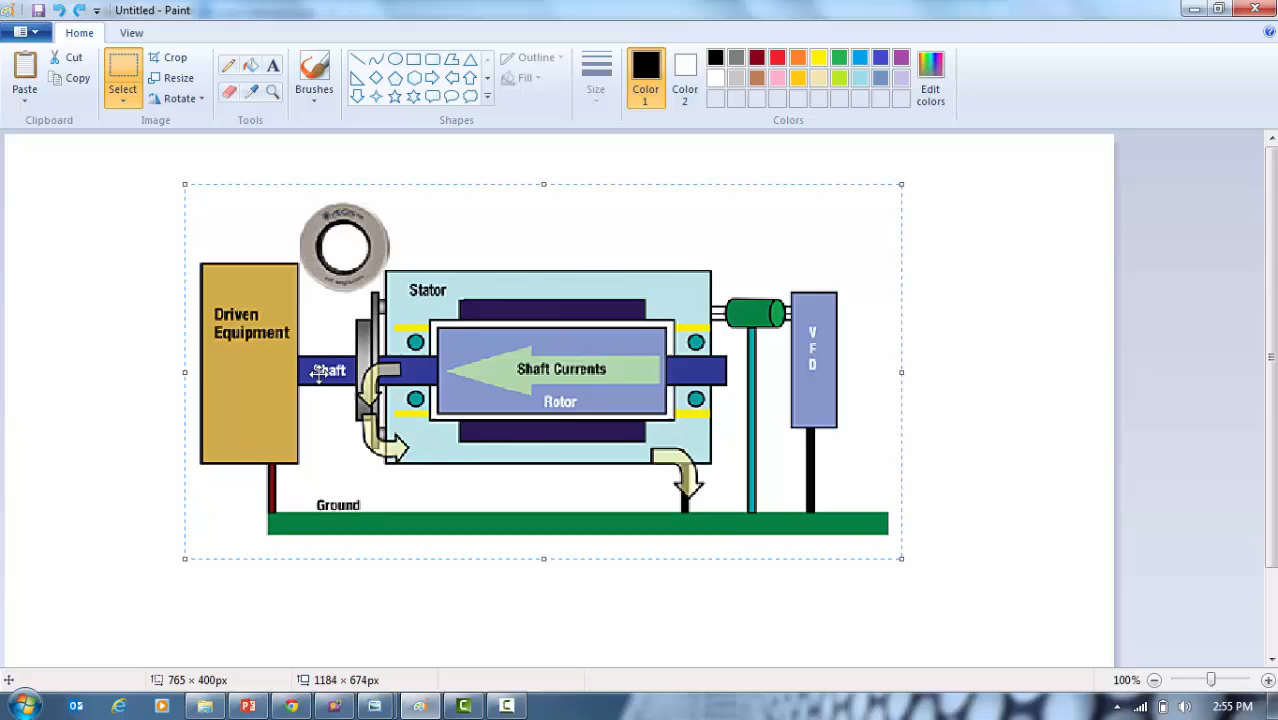 Untitled - Paint
Home
View
Paste
Cut
Copy
Clipboard
Select
Crop
Resize
Rotate
Image
A
Tools
Brushes
Outline
Fill
Shapes
Size
Color
1
Color
2
Edit
colors
Colors
Stator
Driven
Equipment
Shaft
Shaft Currents
Rotor
V
F
D
Ground
765 × 400px
1184 × 674px
100%
2:55 PM